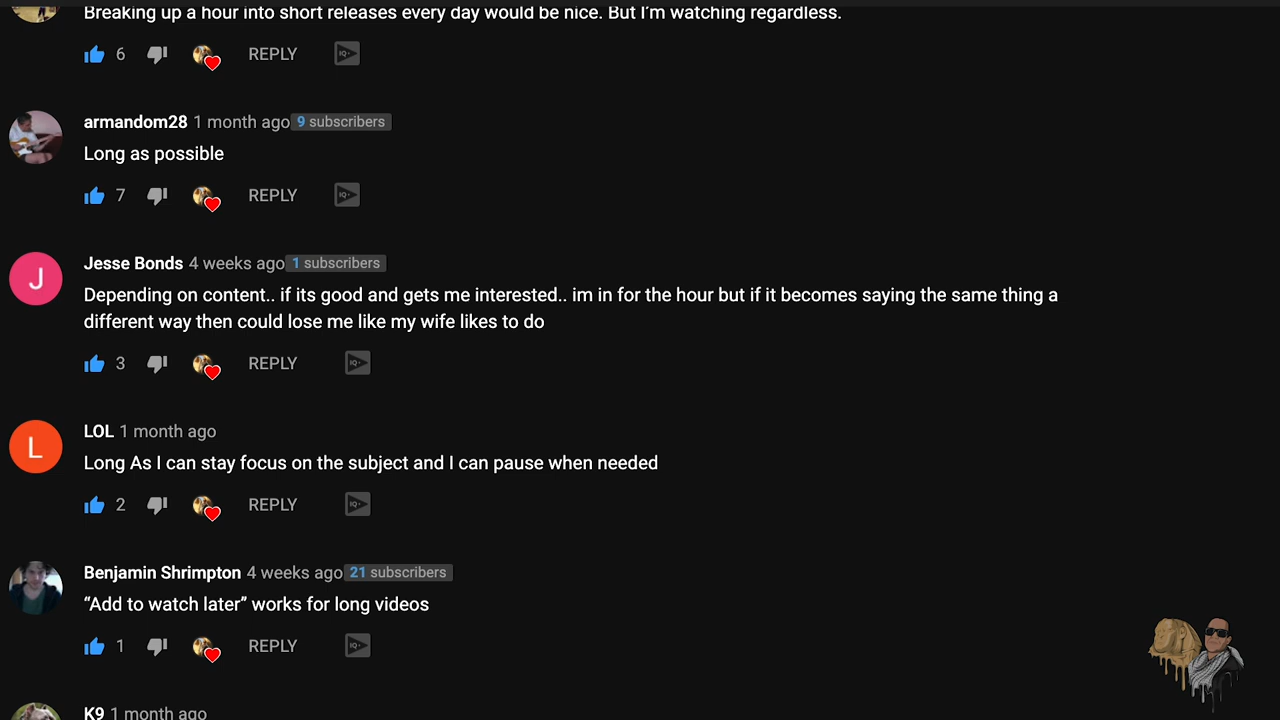 Breaking up a hour into short releases every day would be nice. But I'm watching regardless.
6 REPLY IQ+
armandom28 1 month ago 9 subscribers
Long as possible
7 REPLY IQ+
Jesse Bonds 4 weeks ago 1 subscribers
J
Depending on content.. if its good and gets me interested.. im in for the hour but if it becomes saying the same thing a
different way then could lose me like my wife likes to do
3 REPLY IQ+
LOL 1 month ago
L
Long As I can stay focus on the subject and I can pause when needed
2 REPLY IQ+
Benjamin Shrimpton 4 weeks ago 21 subscribers
“Add to watch later” works for long videos
1 REPLY IQ+
K9 1 month ago